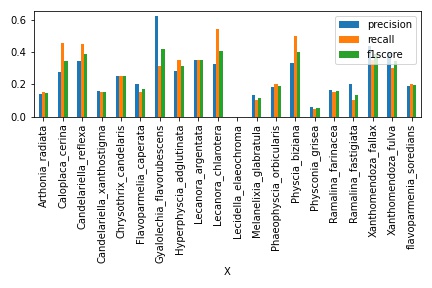 0.6
0.4
0.2
0.0
precision
recall
f1score
Arthonia_radiata
Caloplaca_cerina
Candelariella_reflexa
Candelariella_xanthostigma
Chrysothrix_candelaris
Flavoparmelia_caperata
Gyalolechia_flavorubescens
Hyperphyscia_adglutinata
Lecanora_argentata
Lecanora_chlarotera
Lecidella_elaeochroma
Melanelixia_glabratula
Phaeophyscia_orbicularis
Physcia_biziana
Physconia_grisea
Ramalina_farinacea
Ramalina_fastigiata
Xanthomendoza_fallax
Xanthomendoza_fulva
flavoparmenia_soredians
X